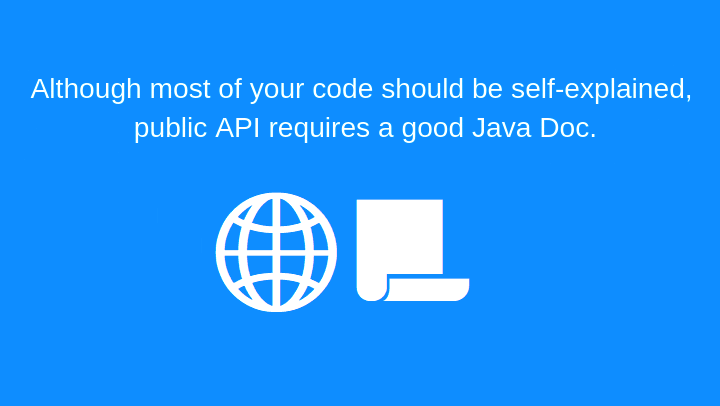 Although most of your code should be self-explained,
public API requires a good Java Doc.